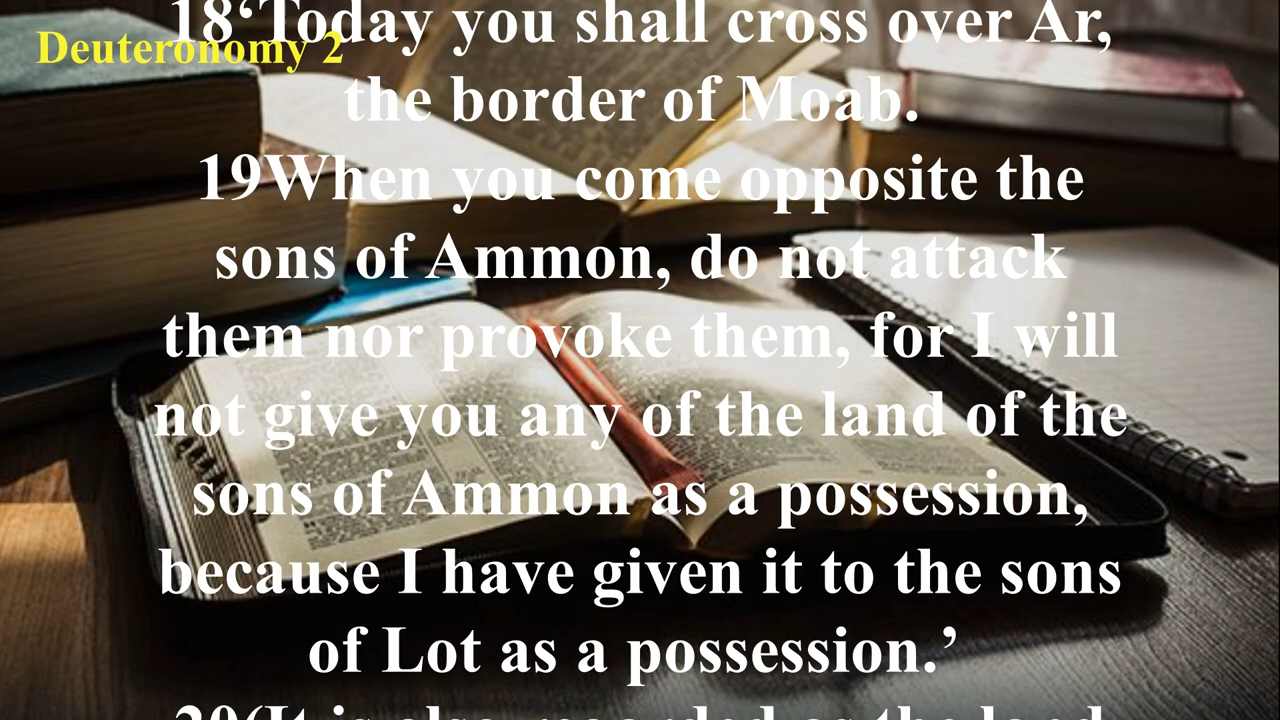 Deuteronomy 2
18‘Today you shall cross over Ar,
the border of Moab.
19When you come opposite the
sons of Ammon, do not attack
them nor provoke them, for I will
not give you any of the land of the
sons of Ammon as a possession,
because I have given it to the sons
of Lot as a possession.’
20(It is also recorded as the land